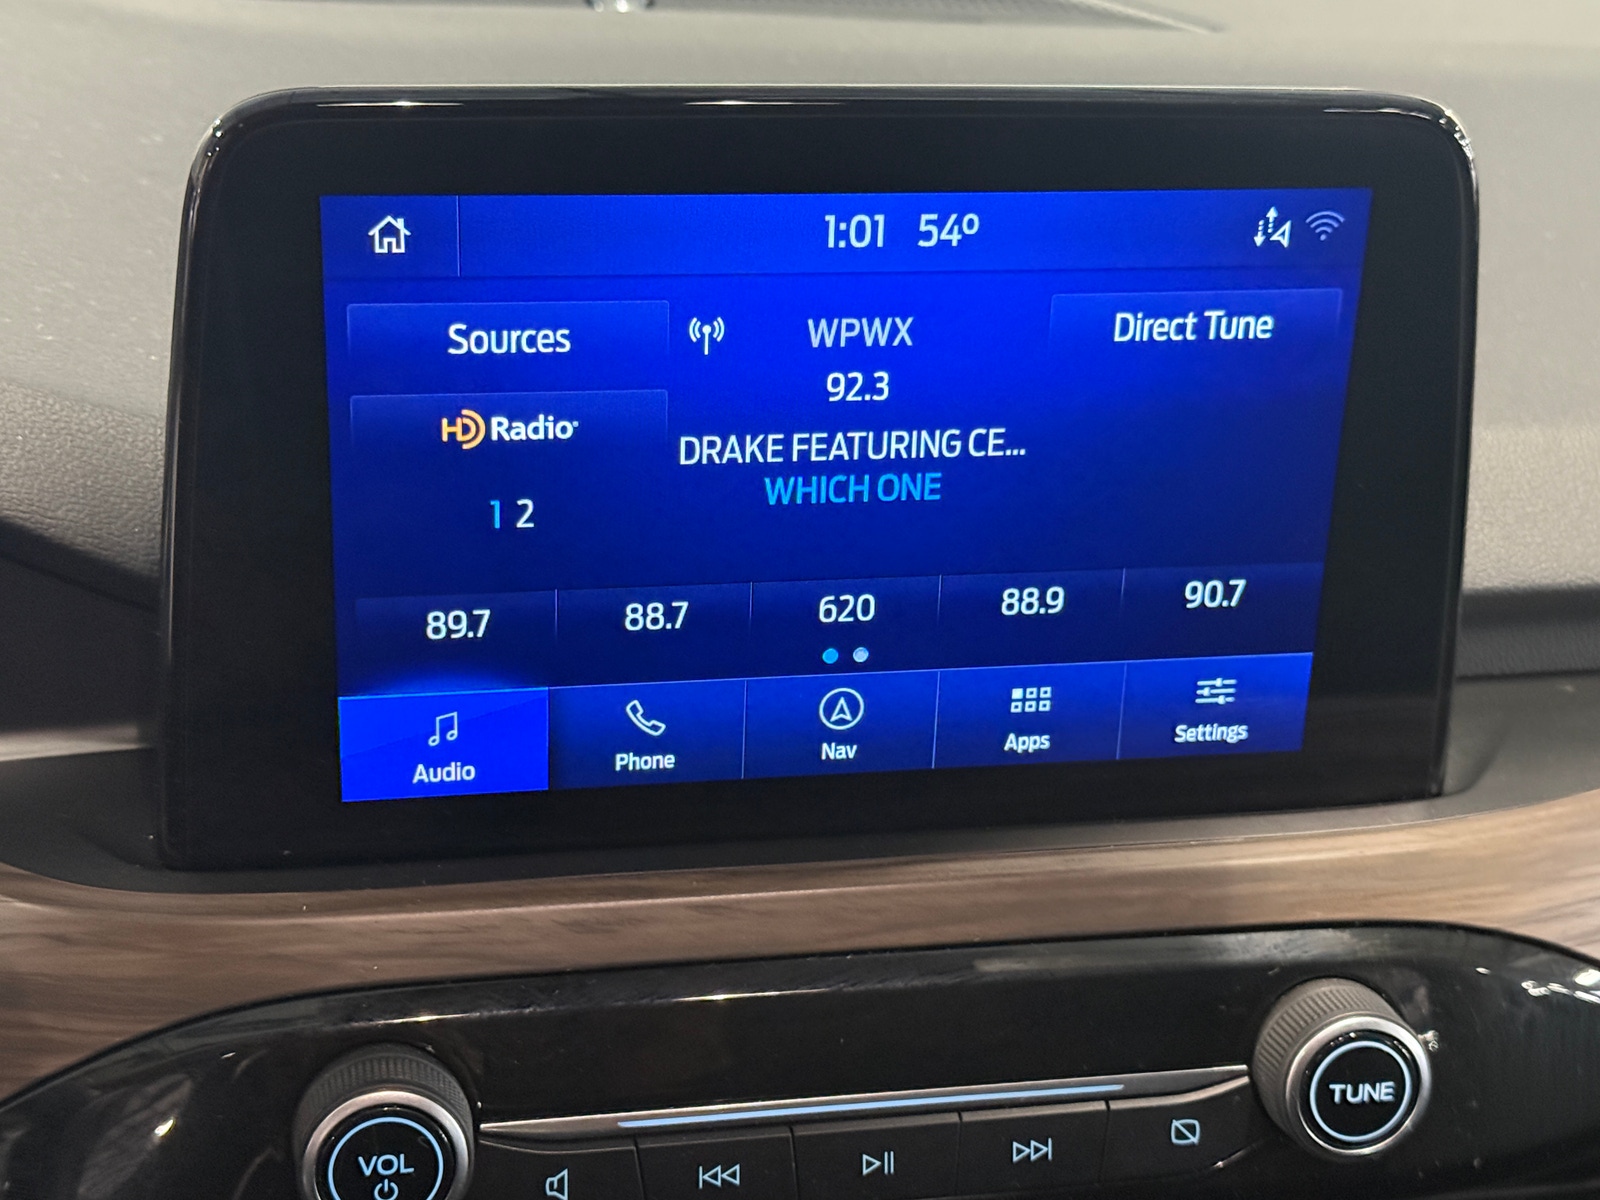 1:01 54°
Sources
WPWX
Direct Tune
92.3
HD Radio
DRAKE FEATURING CE...
WHICH ONE
1 2
89.7 88.7 620 88.9 90.7
Audio Phone Nav Apps Settings
VOL
TUNE